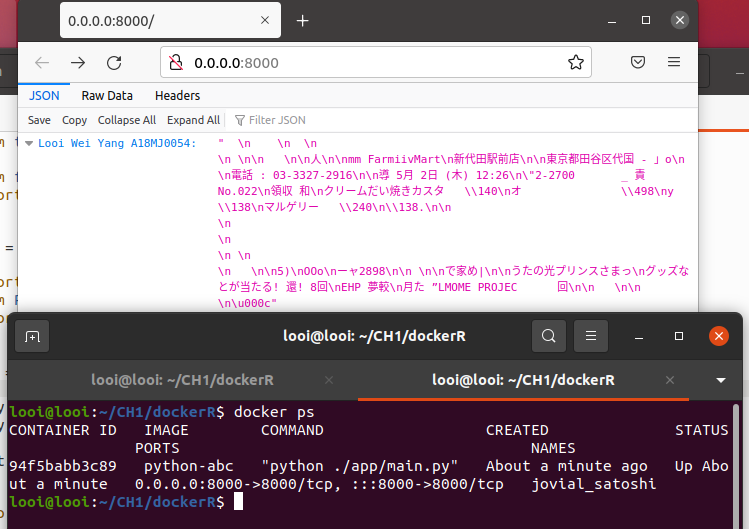 0.0.0.0:8000/
0.0.0.0:8000
JSON Raw Data Headers
Save Copy Collapse All Expand All Filter JSON
Looi Wei Yang A18MJ0054: " \n \n \n
\n \n\n \n\n人\n\nmm FarmiivMart\n新代田駅前店\n\n東京都田谷区代国 - 」o\n
\n電話 : 03-3327-2916\n\n導 5月 2日 (木) 12:26\n\"2-2700 _ 責
No.022\n領収 和\nクリームだい焼きカスタ \\140\nオ \\498\ny
\\138\nマルゲリー \\240\n\\138.\n\n
\n
\n
\n \n
\n \n\n5)\nOOo\nーャ2898\n\n \n\nで家め|\n\nうたの光プリンスさまっ\nグッズな
とが当たる! 選! 8回\nEHP 夢較\n月た “LMOME PROJEC 回\n\n \n\n
\n\u000c"
looi@looi: ~/CH1/dockerR
looi@looi: ~/CH1/dockerR looi@looi: ~/CH1/dockerR
looi@looi:~/CH1/dockerR$ docker ps
CONTAINER ID IMAGE COMMAND CREATED STATUS
PORTS NAMES
94f5babb3c89 python-abc "python ./app/main.py" About a minute ago Up Abo
ut a minute 0.0.0.0:8000->8000/tcp, :::8000->8000/tcp jovial_satoshi
looi@looi:~/CH1/dockerR$